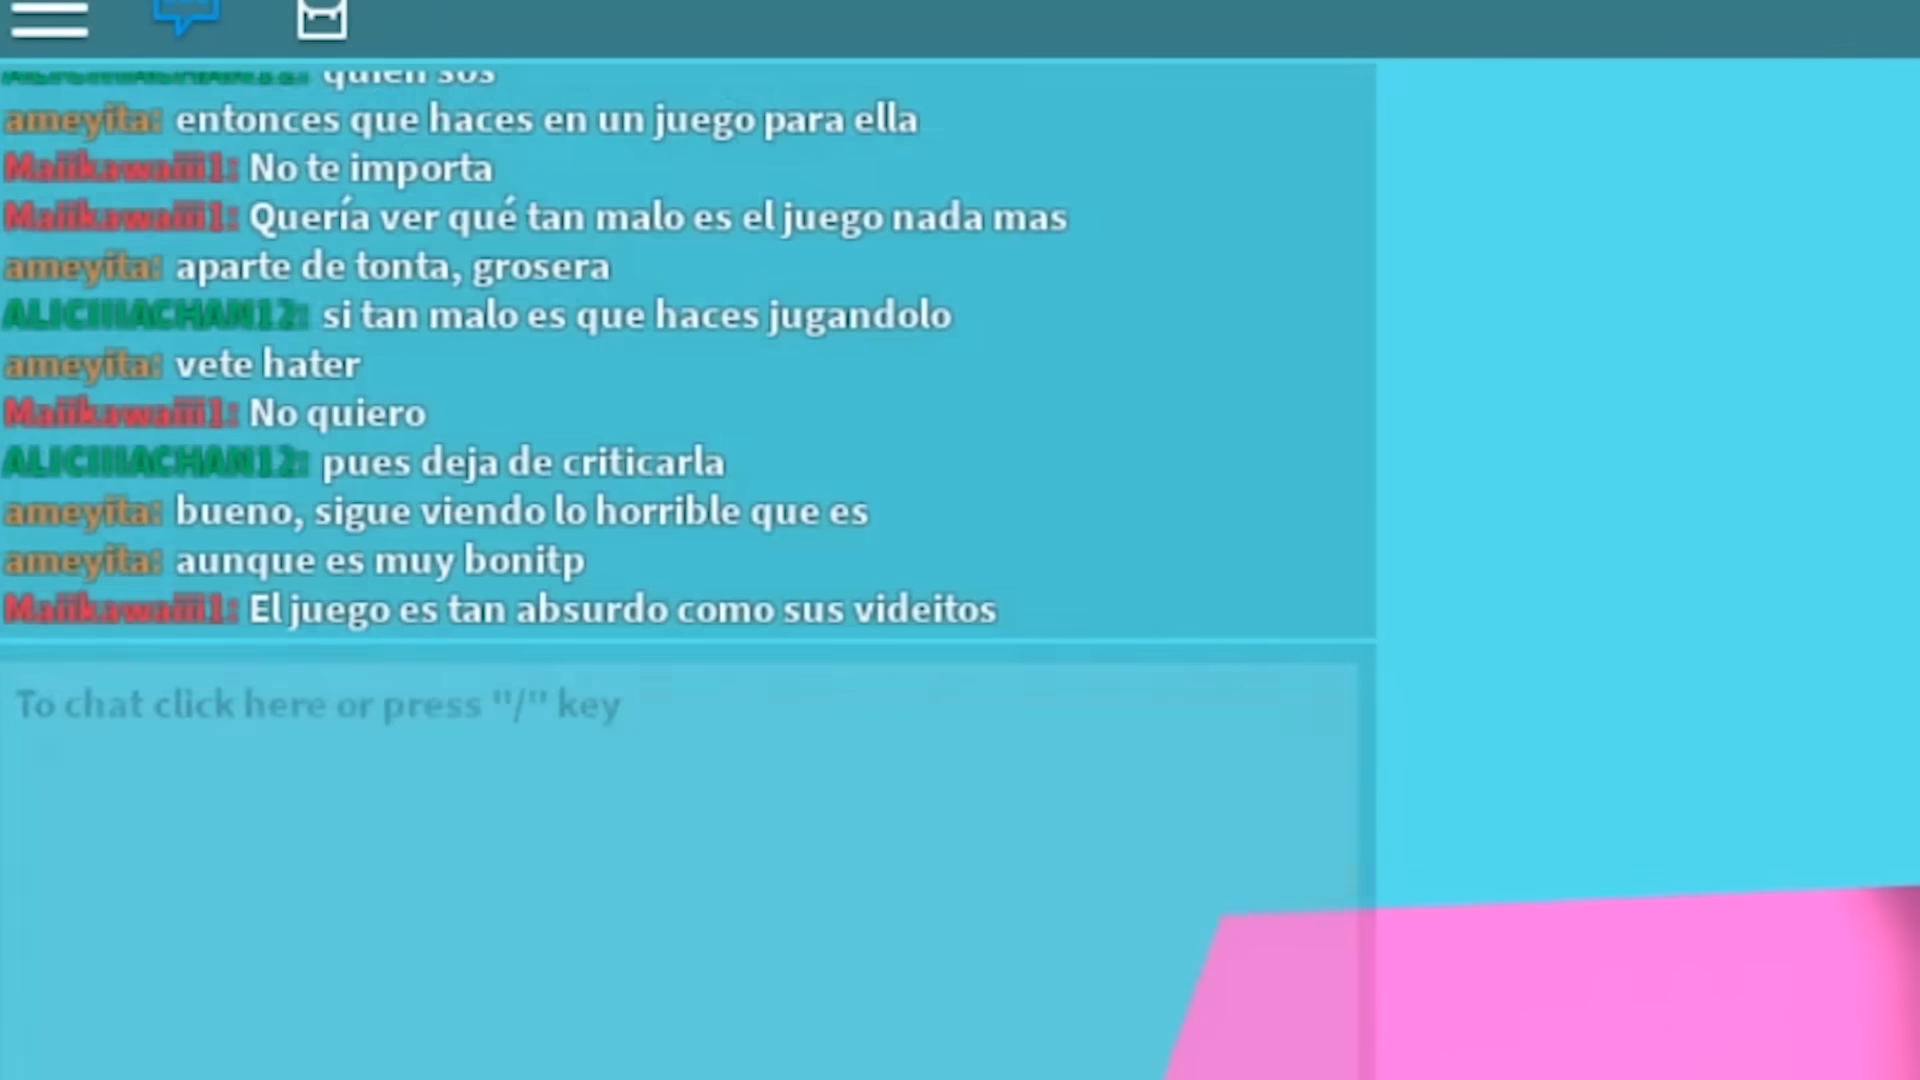 ALICIIIACHAN12: quien sos
ameyita: entonces que haces en un juego para ella
Maiikawaiii1: No te importa
Maiikawaiii1: Quería ver qué tan malo es el juego nada mas
ameyita: aparte de tonta, grosera
ALICIIIACHAN12: si tan malo es que haces jugandolo
ameyita: vete hater
Maiikawaiii1: No quiero
ALICIIIACHAN12: pues deja de criticarla
ameyita: bueno, sigue viendo lo horrible que es
ameyita: aunque es muy bonitp
Maiikawaiii1: El juego es tan absurdo como sus videitos
To chat click here or press "/" key